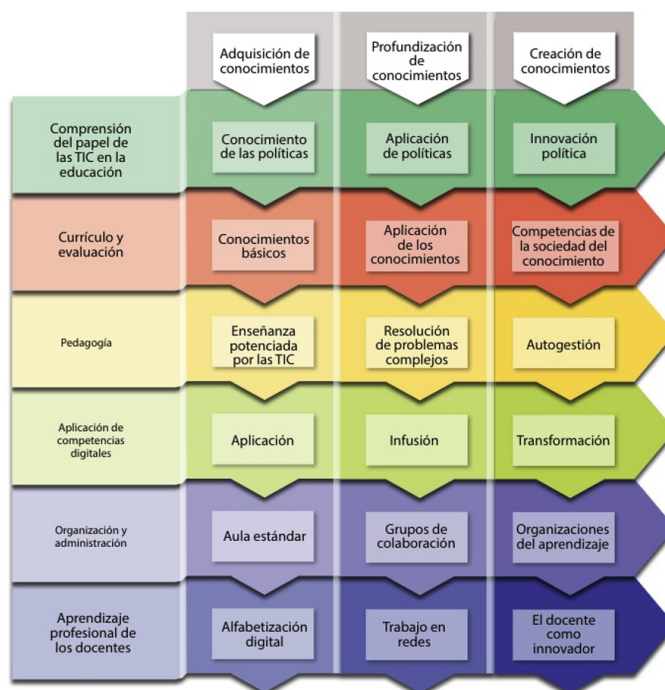 Adquisición de
conocimientos
Profundización
de
conocimientos
Creación de
conocimientos
Comprensión
del papel de
las TIC en la
educación
Conocimiento
de las políticas
Aplicación
de políticas
Innovación
política
Currículo y
evaluación
Conocimientos
básicos
Aplicación
de los
conocimientos
Competencias de
la sociedad del
conocimiento
Pedagogía
Enseñanza
potenciada
por las TIC
Resolución
de problemas
complejos
Autogestión
Aplicación de
competencias
digitales
Aplicación
Infusión
Transformación
Organización y
administración
Aula estándar
Grupos de
colaboración
Organizaciones
del aprendizaje
Aprendizaje
profesional de
los docentes
Alfabetización
digital
Trabajo en
redes
El docente
como
innovador